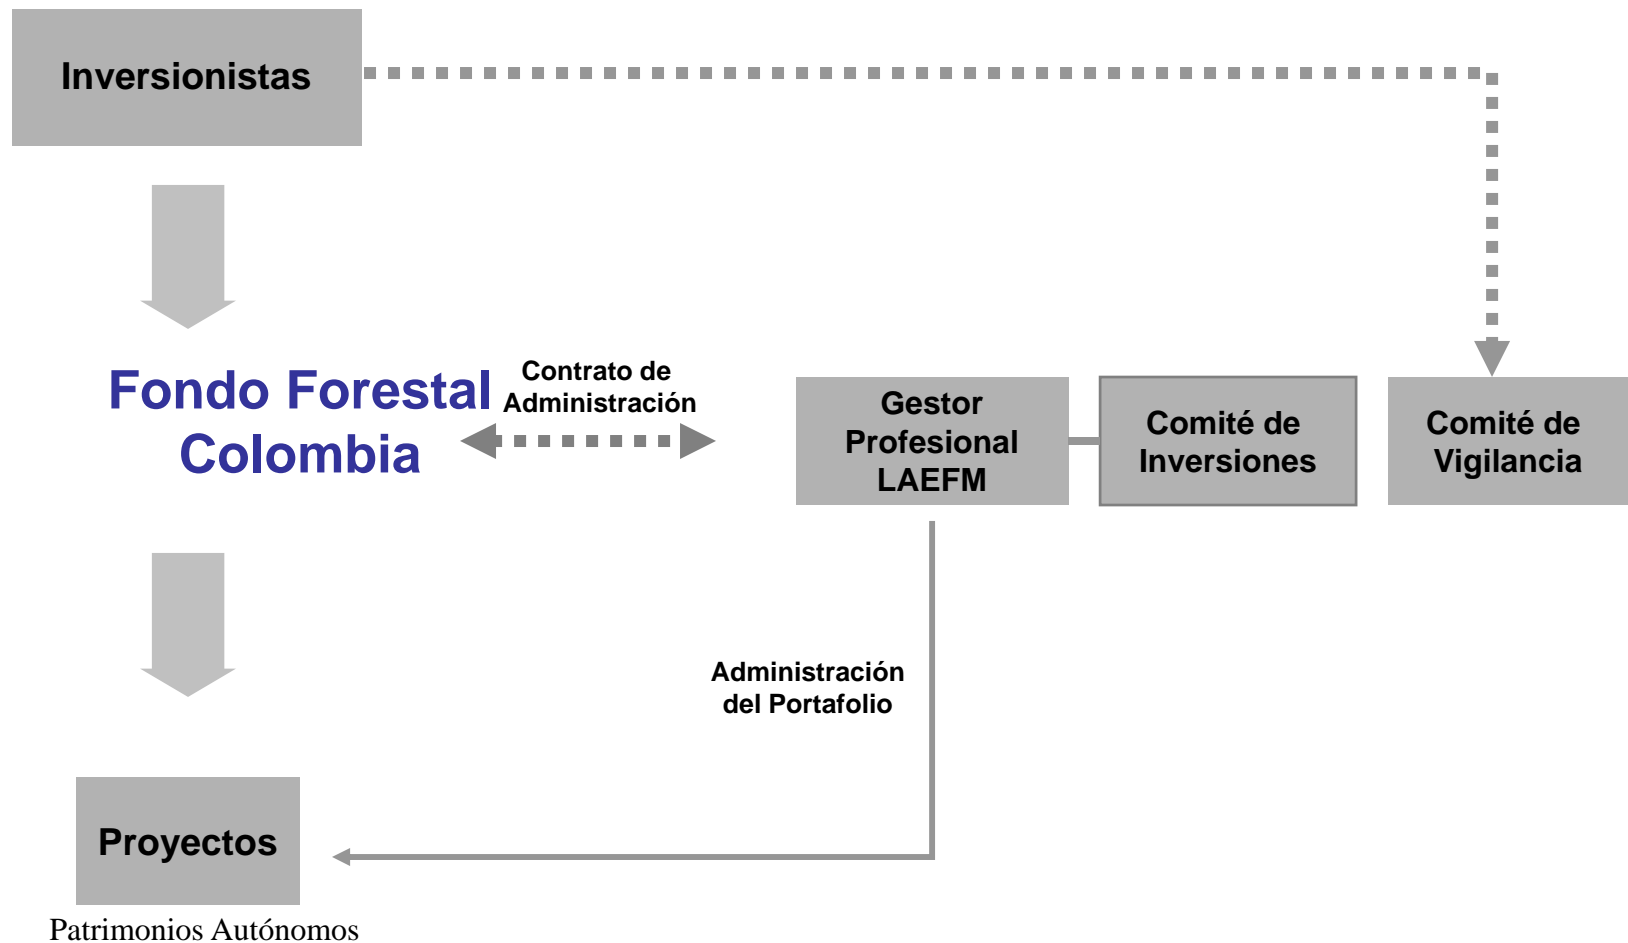 Inversionistas
Fondo Forestal
Colombia
Contrato de
Administración
Gestor
Profesional
LAEFM
Comité de
Inversiones
Comité de
Vigilancia
Administración
del Portafolio
Proyectos
Patrimonios Autónomos